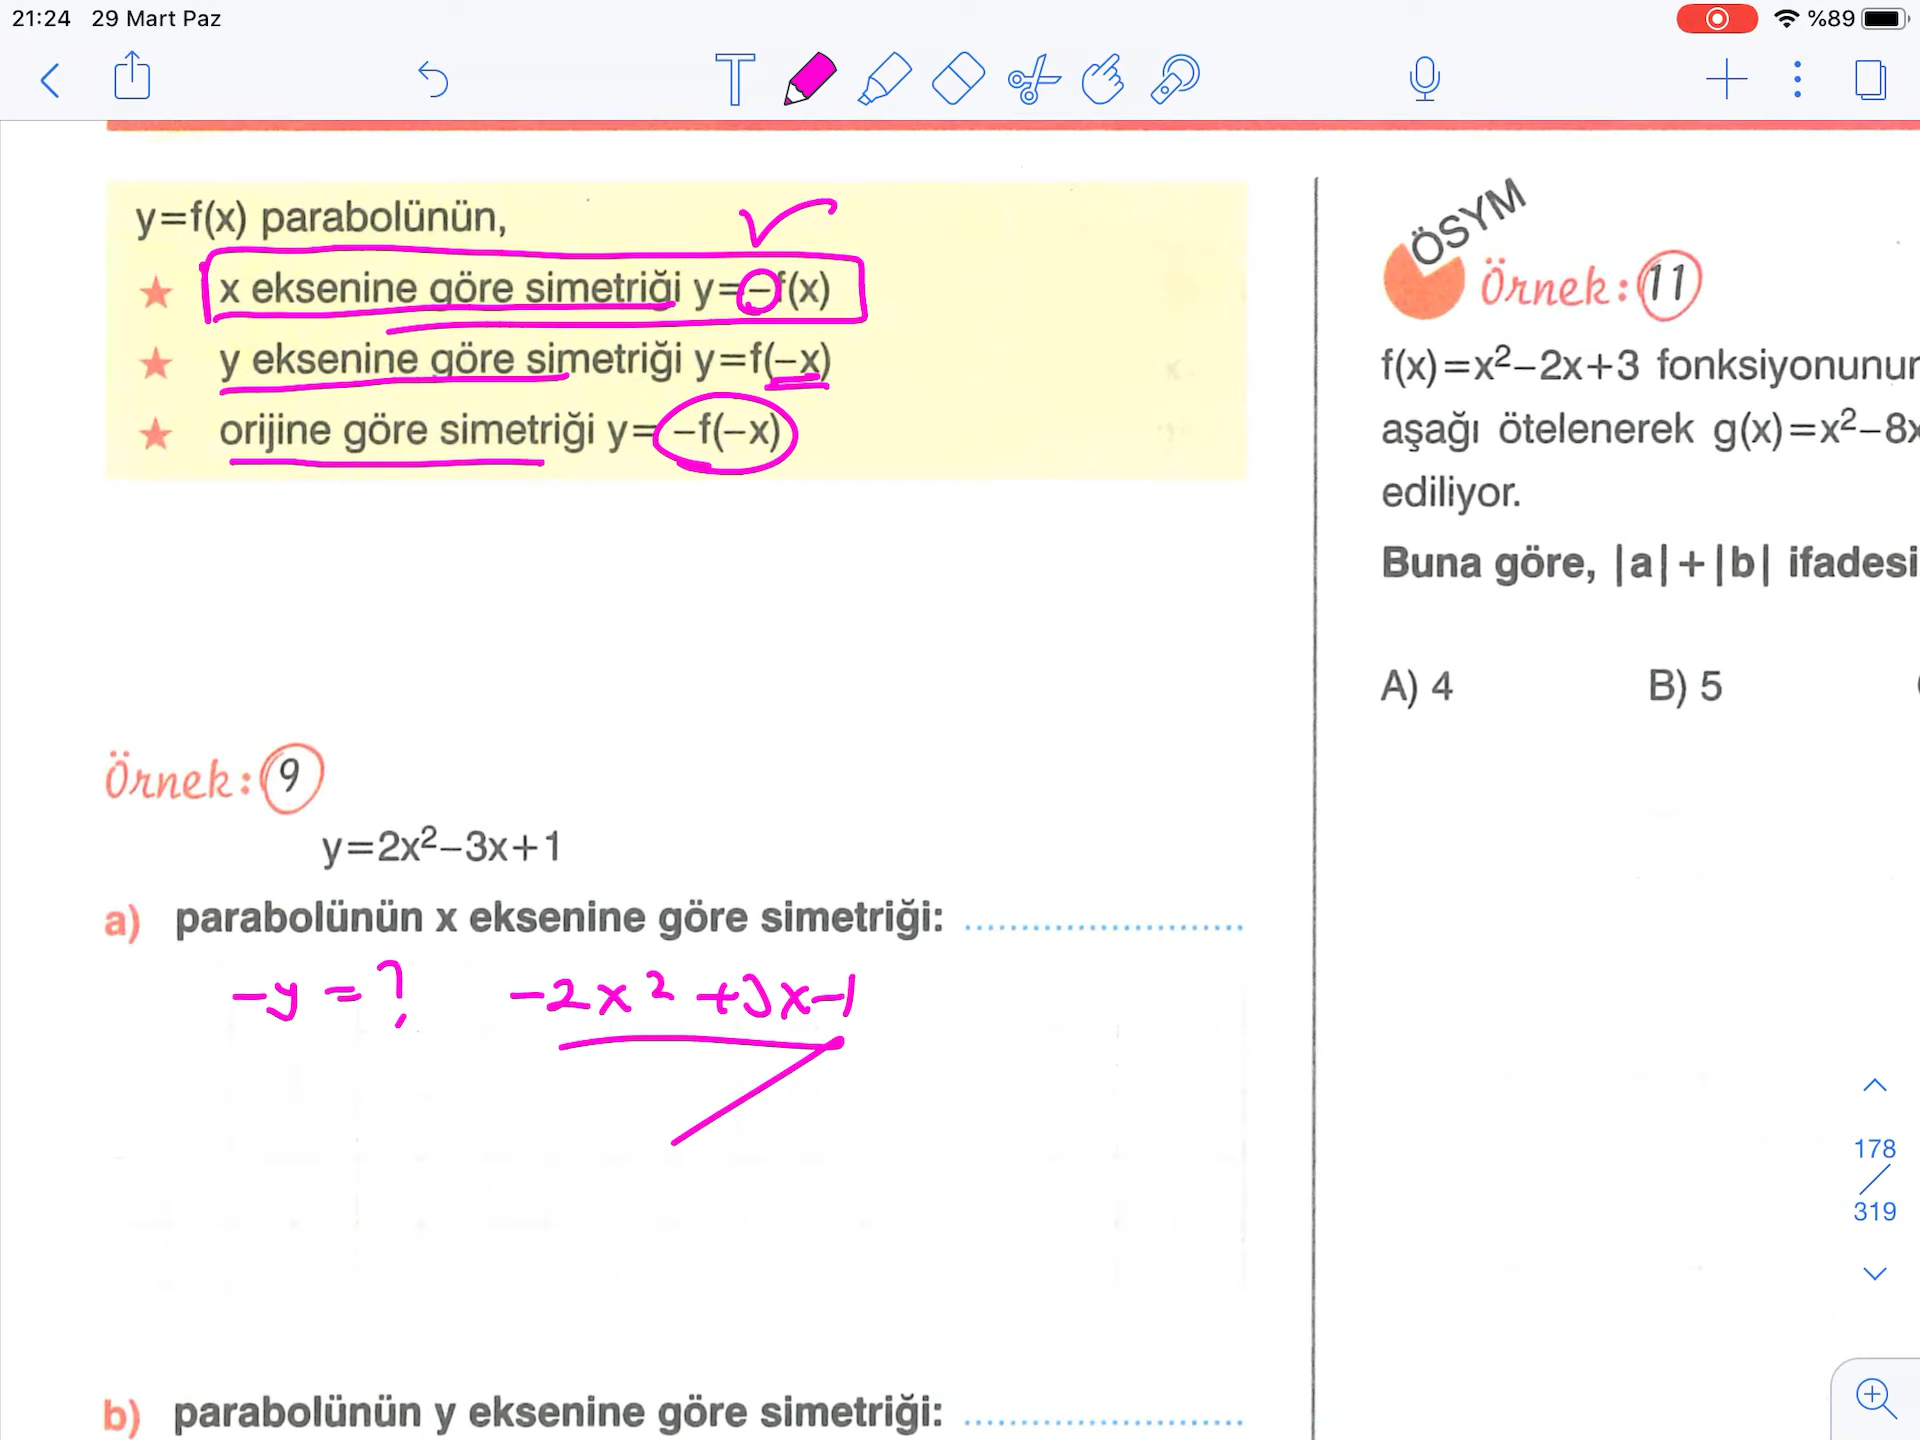 21:24 29 Mart Paz
%89
y=f(x) parabolünün,
★ x eksenine göre simetriği y=-f(x)
★ y eksenine göre simetriği y=f(-x)
★ orijine göre simetriği y= -f(-x)
Örnek: 9
y=2x²-3x+1
a) parabolünün x eksenine göre simetriği: ........................
-y = ? -2x² +3x-1
b) parabolünün y eksenine göre simetriği: ........................
ÖSYM
Örnek: 11
f(x)=x²-2x+3 fonksiyonunun
aşağı ötelenerek g(x)=x²-8x
ediliyor.
Buna göre, |a|+|b| ifadesi
A) 4 B) 5
178
319